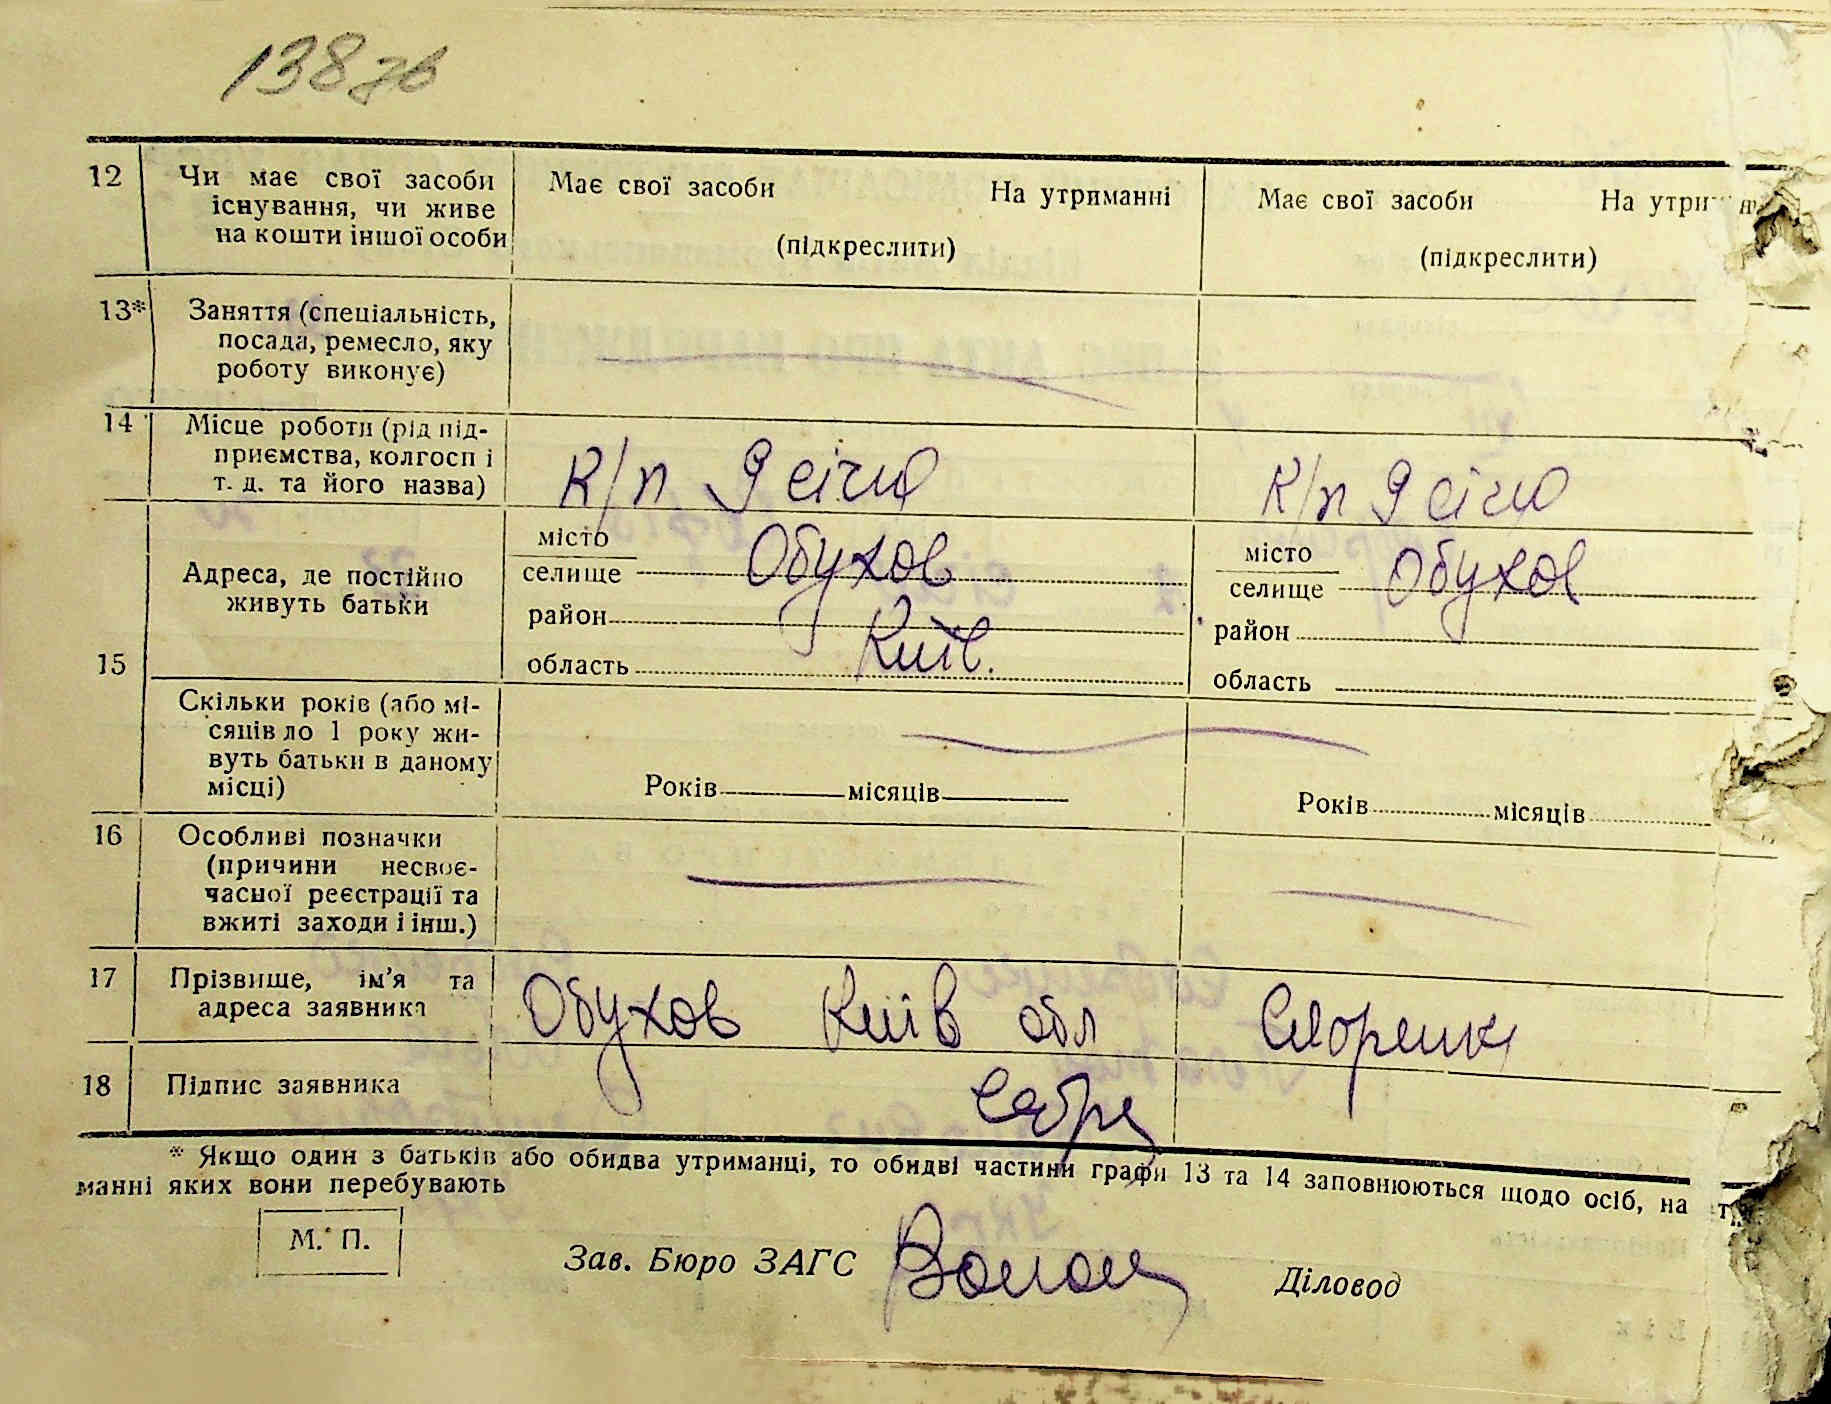 138зв
12 Чи має свої засоби існування, чи живе на кошти іншої особи
Має свої засоби На утриманні
(підкреслити)
Має свої засоби На утри
(підкреслити)
13* Заняття (спеціальність, посада, ремесло, яку роботу виконує)
14 Місце роботи (рід під-
приємства, колгосп і
т. д. та його назва)
к/п 9 січня
к/п 9 січня
15
Адреса, де постійно
живуть батьки
місто
селище Обухов
район
область Київ.
місто
селище Обухов
район
область
Скільки років (або мі-
сяців до 1 року жи-
вуть батьки в даному
місці)
Років місяців
Років місяців
16 Особливі позначки
(причини несвоє-
часної реєстрації та
вжиті заходи і інш.)
17 Прізвище, ім'я та
адреса заявника
Обухов Київ обл
18 Підпис заявника
* Якщо один з батьків або обидва утриманці, то обидві частини графи 13 та 14 заповнюються щодо осіб, на
манні яких вони перебувають
М. П.
Зав. Бюро ЗАГС
Діловод